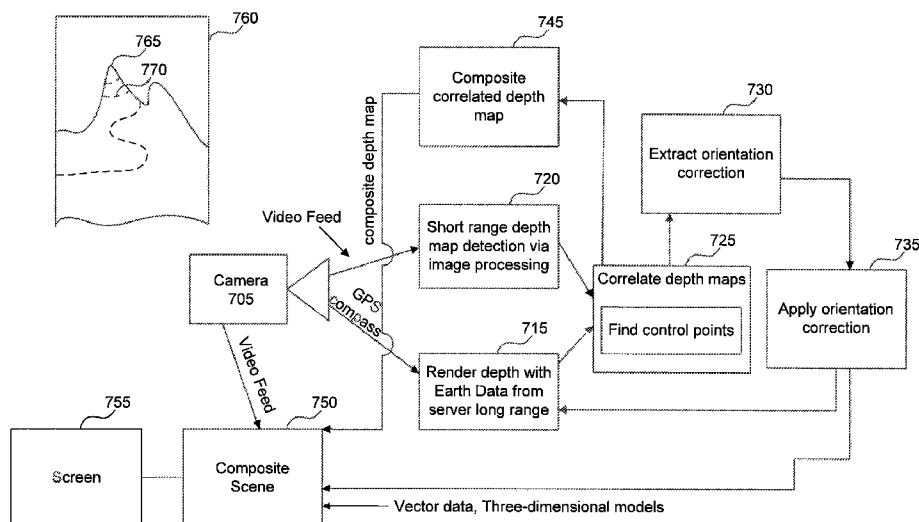 760
765
770
745
Composite
correlated depth
map
730
Extract orientation
correction
composite depth map
720
Short range depth
map detection via
image processing
Video Feed
725
Correlate depth maps
Find control points
735
Apply orientation
correction
Camera
705
GPS
compass
715
Render depth with
Earth Data from
server long range
Video Feed
755
Screen
750
Composite
Scene
Vector data, Three-dimensional models